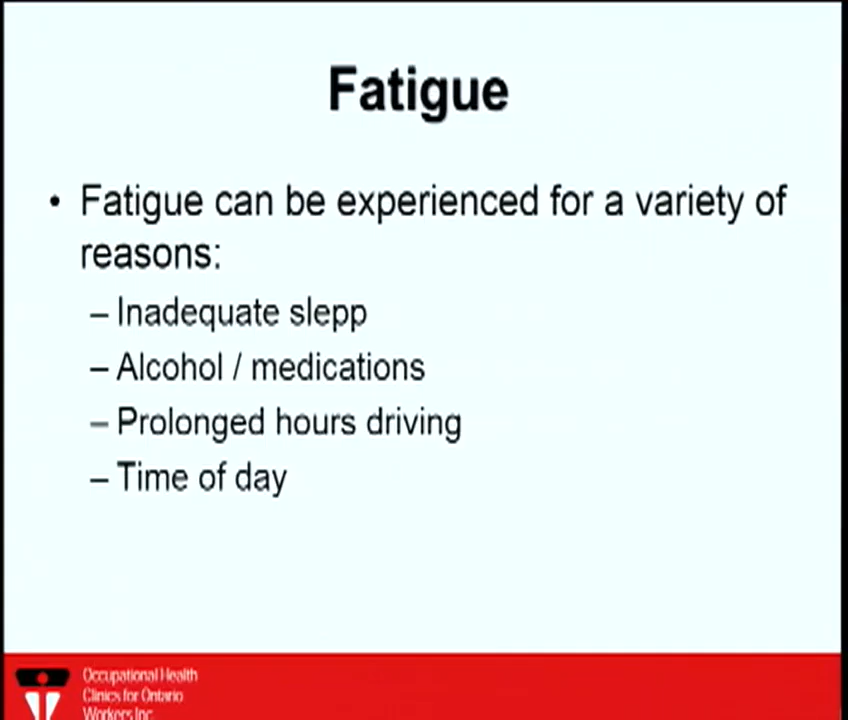 Fatigue
• Fatigue can be experienced for a variety of
reasons:
– Inadequate slepp
– Alcohol / medications
– Prolonged hours driving
– Time of day
Occupational Health
Clinics for Ontario
Workers Inc.